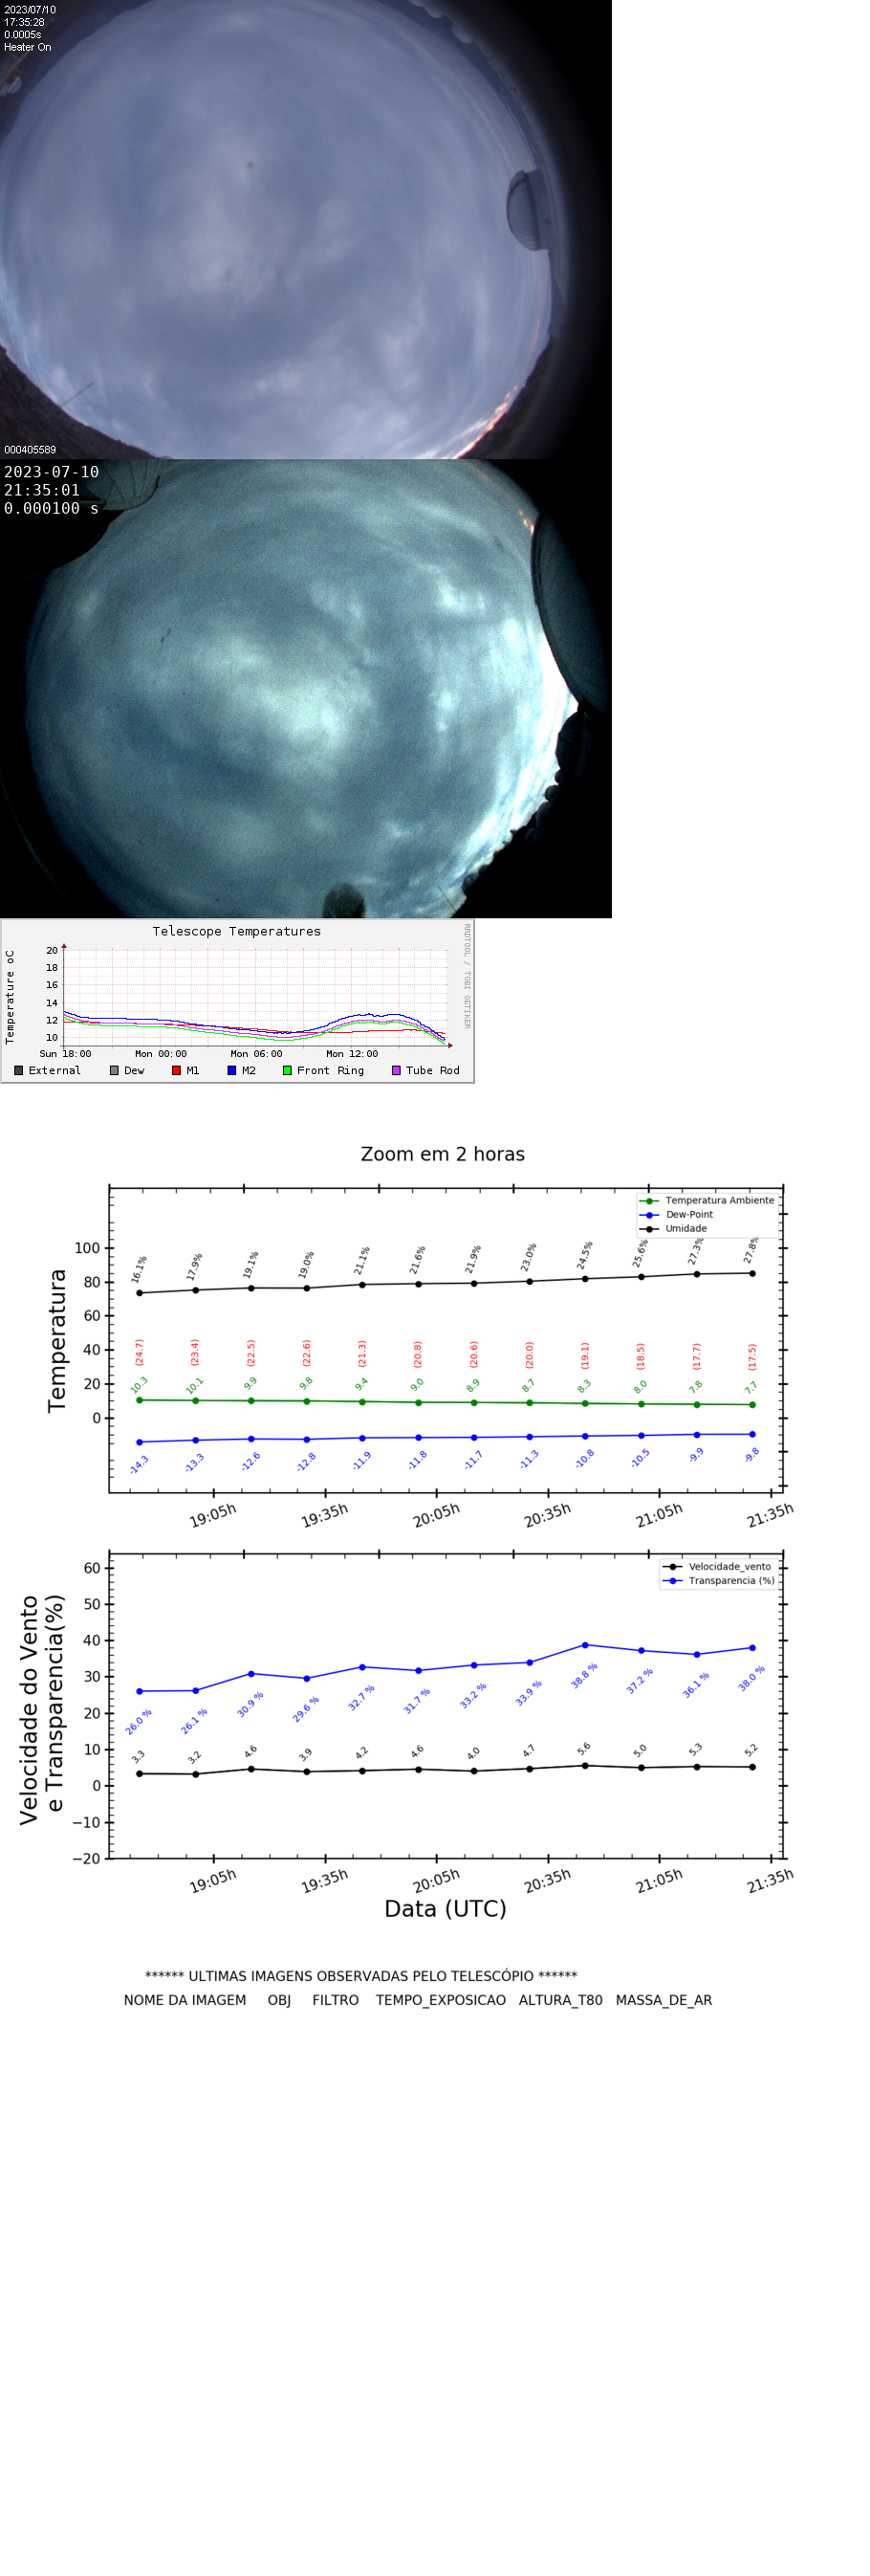 2023/07/10
17:35:28
0.0005s
Heater On
000405589
2023-07-10
21:35:01
0.000100 s
Telescope Temperatures
RRDTOOL / TOBI OETIKER
Temperature oC
20
18
16
14
12
10
Sun 18:00 Mon 00:00 Mon 06:00 Mon 12:00
External Dew M1 M2 Front Ring Tube Rod
Zoom em 2 horas
Temperatura Ambiente
Dew-Point
Umidade
Temperatura
100
80
60
40
20
0
16.1% 17.9% 19.1% 19.0% 21.1% 21.6% 21.9% 23.0% 24.5% 25.6% 27.3% 27.8%
(24.7) (23.4) (22.5) (22.6) (21.3) (20.8) (20.6) (20.0) (19.1) (18.5) (17.7) (17.5)
10.3 10.1 9.9 9.8 9.4 9.0 8.9 8.7 8.3 8.0 7.8 7.7
-14.3 -13.3 -12.6 -12.8 -11.9 -11.8 -11.7 -11.3 -10.8 -10.5 -9.9 -9.8
19:05h 19:35h 20:05h 20:35h 21:05h 21:35h
Velocidade_vento
Transparencia (%)
Velocidade do Vento
e Transparencia(%)
60
50
40
30
20
10
0
−10
−20
26.0 % 26.1 % 30.9 % 29.6 % 32.7 % 31.7 % 33.2 % 33.9 % 38.8 % 37.2 % 36.1 % 38.0 %
3.3 3.2 4.6 3.9 4.2 4.6 4.0 4.7 5.6 5.0 5.3 5.2
19:05h 19:35h 20:05h 20:35h 21:05h 21:35h
Data (UTC)
****** ULTIMAS IMAGENS OBSERVADAS PELO TELESCÓPIO ******
NOME DA IMAGEM OBJ FILTRO TEMPO_EXPOSICAO ALTURA_T80 MASSA_DE_AR